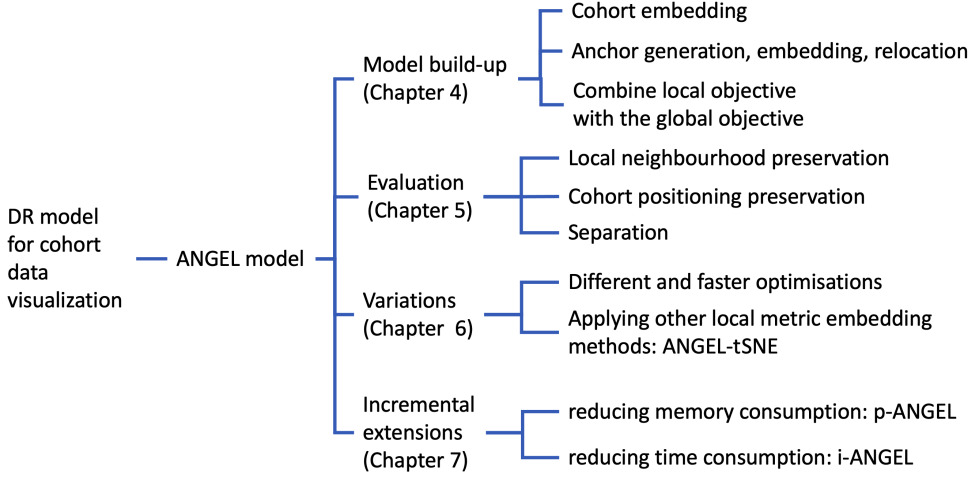 DR model
for cohort
data
visualization
ANGEL model
Model build-up
(Chapter 4)
Cohort embedding
Anchor generation, embedding, relocation
Combine local objective
with the global objective
Evaluation
(Chapter 5)
Local neighbourhood preservation
Cohort positioning preservation
Separation
Variations
(Chapter  6)
Different and faster optimisations
Applying other local metric embedding
methods: ANGEL-tSNE
Incremental
extensions
(Chapter 7)
reducing memory consumption: p-ANGEL
reducing time consumption: i-ANGEL